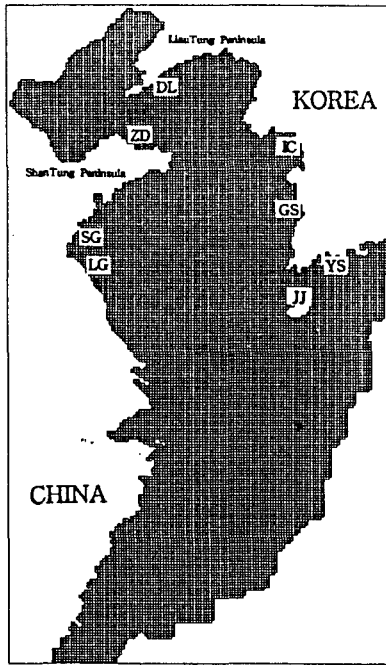 LiauTung Peninsula
DL
KOREA
ZD
IC
ShanTung Peninsula
GS
SG
LG
YS
JJ
CHINA